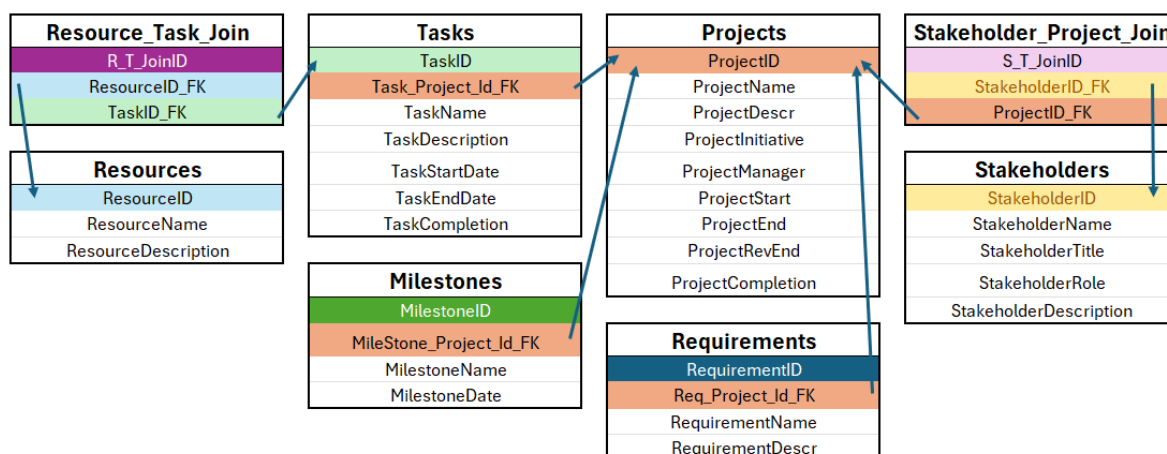 Resource_Task_Join
R_T_JoinID
ResourceID_FK
TaskID_FK
Resources
ResourceID
ResourceName
ResourceDescription
Tasks
TaskID
Task_Project_Id_FK
TaskName
TaskDescription
TaskStartDate
TaskEndDate
TaskCompletion
Milestones
MilestoneID
MileStone_Project_Id_FK
MilestoneName
MilestoneDate
Projects
ProjectID
ProjectName
ProjectDescr
ProjectInitiative
ProjectManager
ProjectStart
ProjectEnd
ProjectRevEnd
ProjectCompletion
Requirements
RequirementID
Req_Project_Id_FK
RequirementName
RequirementDescr
Stakeholder_Project_Join
S_T_JoinID
StakeholderID_FK
ProjectID_FK
Stakeholders
StakeholderID
StakeholderName
StakeholderTitle
StakeholderRole
StakeholderDescription